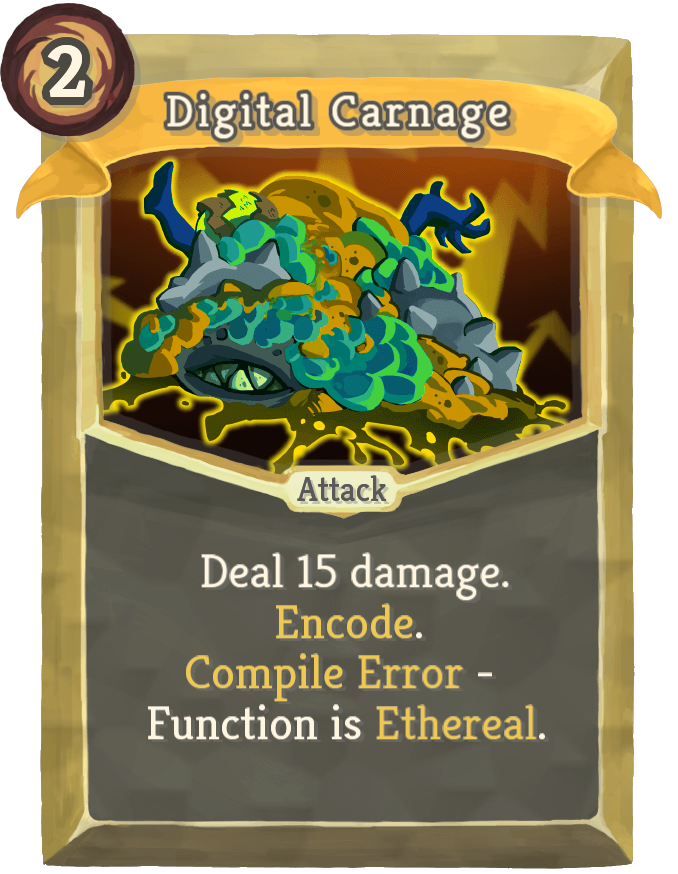 2
Digital Carnage
Attack
Deal 15 damage.
Encode.
Compile Error -
Function is Ethereal.